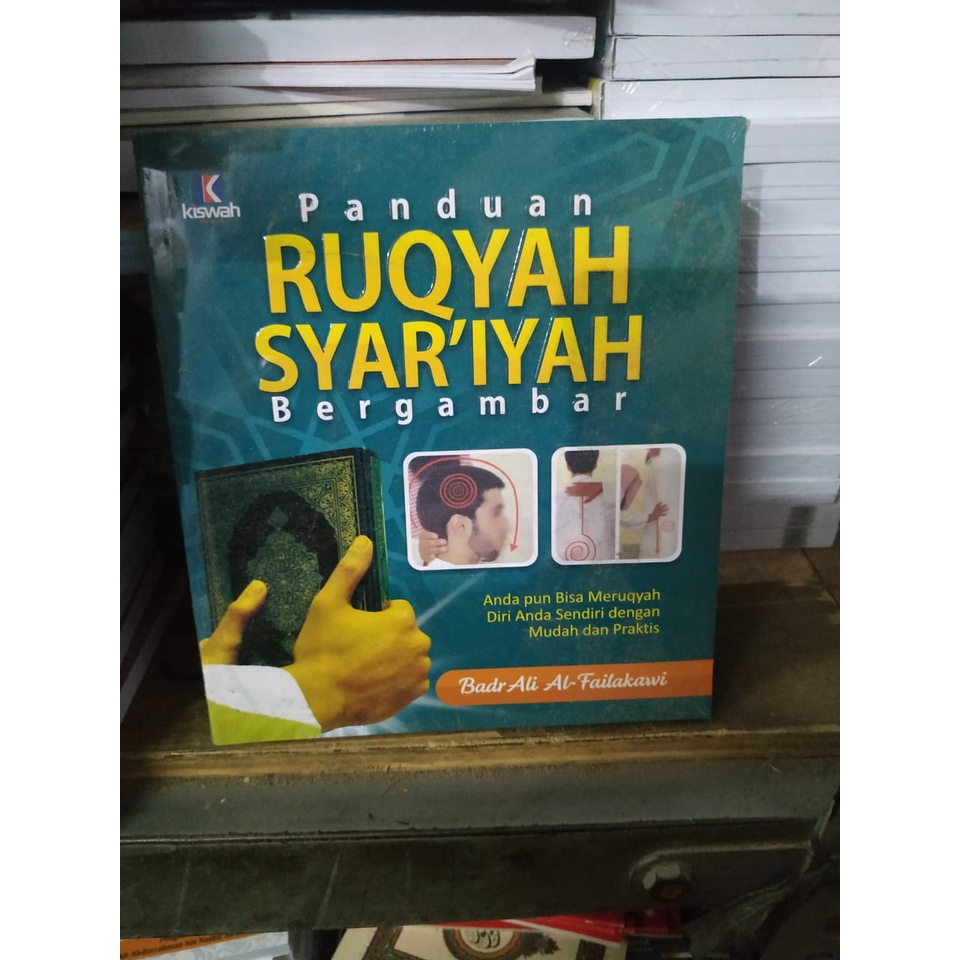 kiswah
Panduan
RUQYAH
SYAR'IYAH
Bergambar
Anda pun Bisa Meruqyah
Diri Anda Sendiri dengan
Mudah dan Praktis
Badr Ali Al-Failakawi